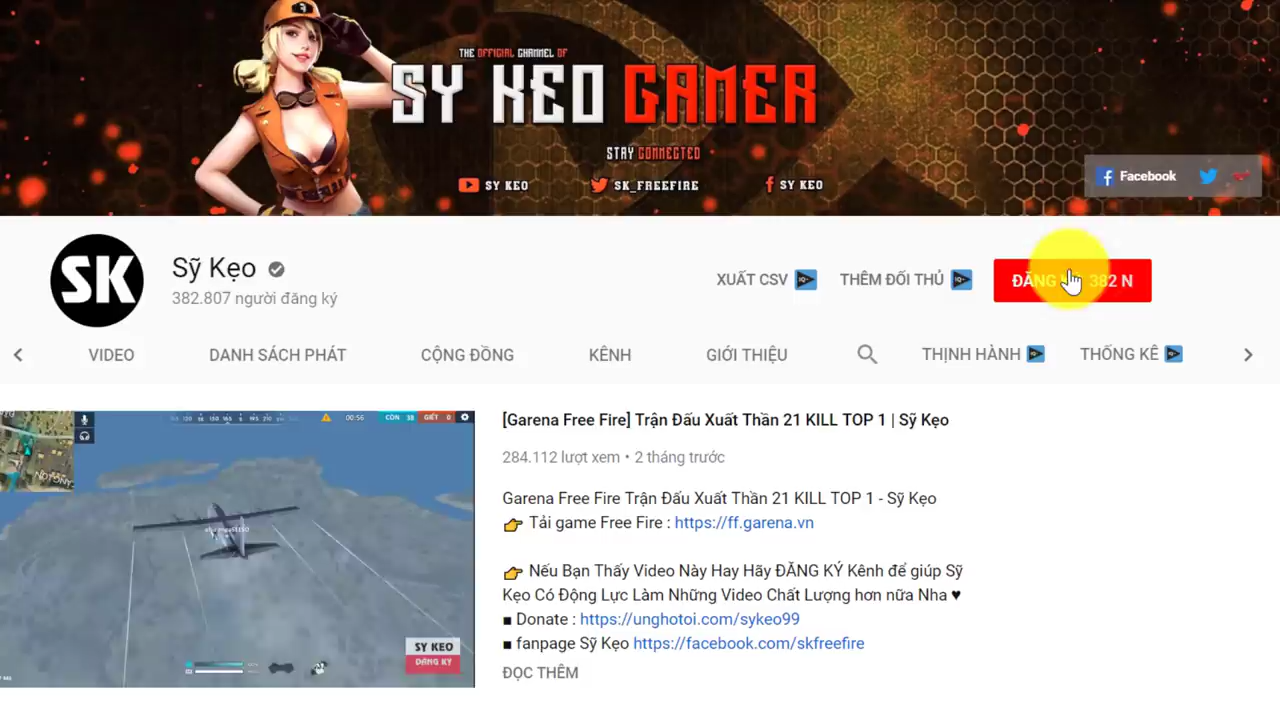 THE OFFICIAL CHANNEL OF
SY KEO GAMER
STAY CONNECTED
SY KEO SK_FREEFIRE SY KEO
Facebook
SK
Sỹ Kẹo
382.807 người đăng ký
XUẤT CSV THÊM ĐỐI THỦ
ĐĂNG 382 N
VIDEO DANH SÁCH PHÁT CỘNG ĐỒNG KÊNH GIỚI THIỆU THỊNH HÀNH THỐNG KÊ
00:56 CÒN 38 GIẾT 0
SY KEO
ĐĂNG KÝ
[Garena Free Fire] Trận Đấu Xuất Thần 21 KILL TOP 1 | Sỹ Kẹo
284.112 lượt xem • 2 tháng trước
Garena Free Fire Trận Đấu Xuất Thần 21 KILL TOP 1 - Sỹ Kẹo
👉 Tải game Free Fire : https://ff.garena.vn
👉 Nếu Bạn Thấy Video Này Hay Hãy ĐĂNG KÝ Kênh để giúp Sỹ
Kẹo Có Động Lực Làm Những Video Chất Lượng hơn nữa Nha ♥
■ Donate : https://unghotoi.com/sykeo99
■ fanpage Sỹ Kẹo https://facebook.com/skfreefire
ĐỌC THÊM